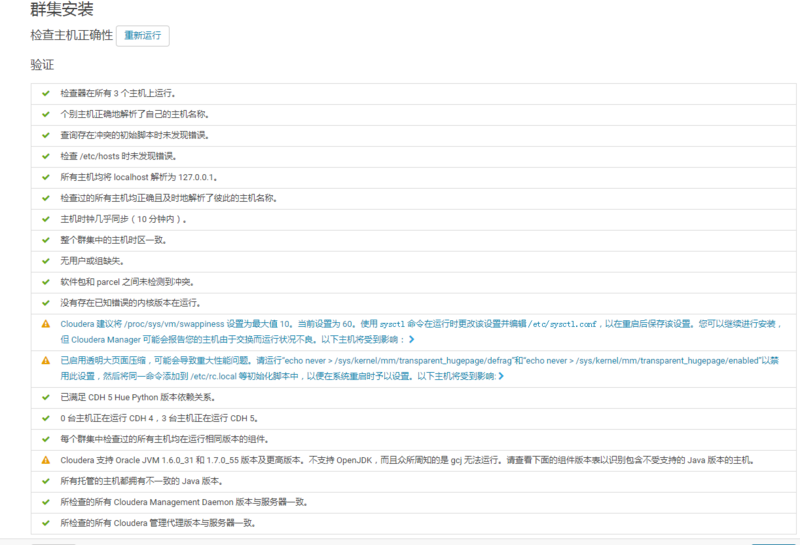 群集安装
检查主机正确性 重新运行
验证
检查器在所有 3 个主机上运行。
个别主机正确地解析了自己的主机名称。
查询存在冲突的初始脚本时未发现错误。
检查 /etc/hosts 时未发现错误。
所有主机均将 localhost 解析为 127.0.0.1。
检查过的所有主机均正确且及时地解析了彼此的主机名称。
主机时钟几乎同步（10 分钟内）。
整个群集中的主机时区一致。
无用户或组缺失。
软件包和 parcel 之间未检测到冲突。
没有存在已知错误的内核版本在运行。
Cloudera 建议将 /proc/sys/vm/swappiness 设置为最大值 10。当前设置为 60。使用 sysctl 命令在运行时更改该设置并编辑 /etc/sysctl.conf，以在重启后保存该设置。您可以继续进行安装，
但 Cloudera Manager 可能会报告您的主机由于交换而运行状况不良。以下主机将受到影响：
已启用透明大页面压缩，可能会导致重大性能问题。请运行“echo never > /sys/kernel/mm/transparent_hugepage/defrag”和“echo never > /sys/kernel/mm/transparent_hugepage/enabled”以禁
用此设置，然后将同一命令添加到 /etc/rc.local 等初始化脚本中，以便在系统重启时予以设置。以下主机将受到影响:
已满足 CDH 5 Hue Python 版本依赖关系。
0 台主机正在运行 CDH 4，3 台主机正在运行 CDH 5。
每个群集中检查过的所有主机均在运行相同版本的组件。
Cloudera 支持 Oracle JVM 1.6.0_31 和 1.7.0_55 版本及更高版本。不支持 OpenJDK，而且众所周知的是 gcj 无法运行。请查看下面的组件版本表以识别包含不受支持的 Java 版本的主机。
所有托管的主机都拥有不一致的 Java 版本。
所检查的所有 Cloudera Management Daemon 版本与服务器一致。
所检查的所有 Cloudera 管理代理版本与服务器一致。